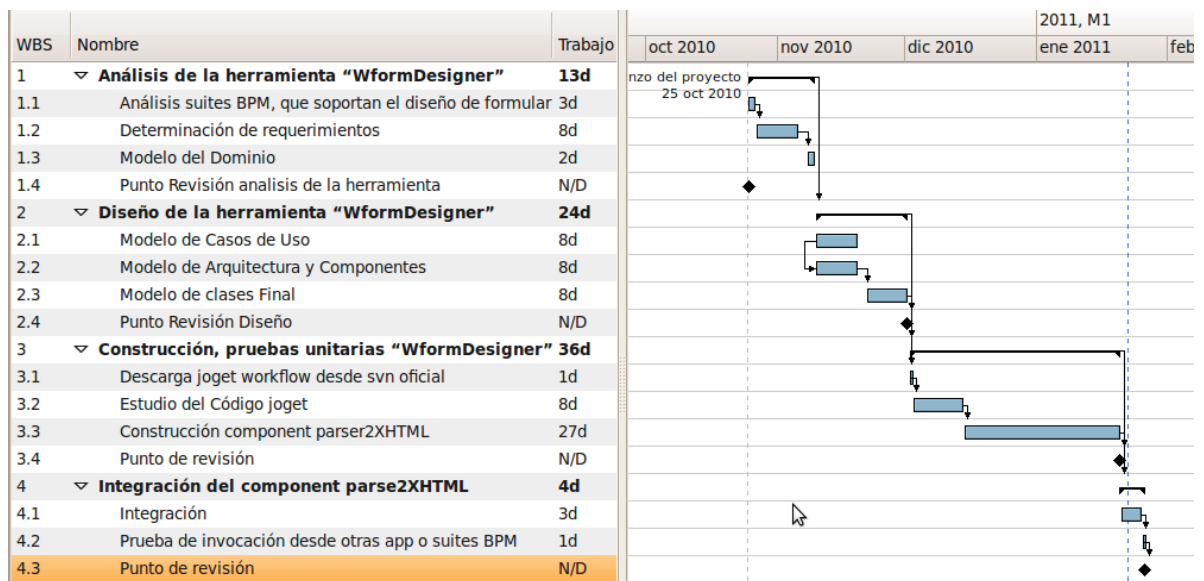 2011, M1
WBS Nombre Trabajo oct 2010 nov 2010 dic 2010 ene 2011 feb
1 Análisis de la herramienta “WformDesigner” 13d
nzo del proyecto
25 oct 2010
1.1 Análisis suites BPM, que soportan el diseño de formular 3d
1.2 Determinación de requerimientos 8d
1.3 Modelo del Dominio 2d
1.4 Punto Revisión analisis de la herramienta N/D
2 Diseño de la herramienta “WformDesigner” 24d
2.1 Modelo de Casos de Uso 8d
2.2 Modelo de Arquitectura y Componentes 8d
2.3 Modelo de clases Final 8d
2.4 Punto Revisión Diseño N/D
3 Construcción, pruebas unitarias “WformDesigner” 36d
3.1 Descarga joget workflow desde svn oficial 1d
3.2 Estudio del Código joget 8d
3.3 Construcción component parser2XHTML 27d
3.4 Punto de revisión N/D
4 Integración del component parse2XHTML 4d
4.1 Integración 3d
4.2 Prueba de invocación desde otras app o suites BPM 1d
4.3 Punto de revisión N/D